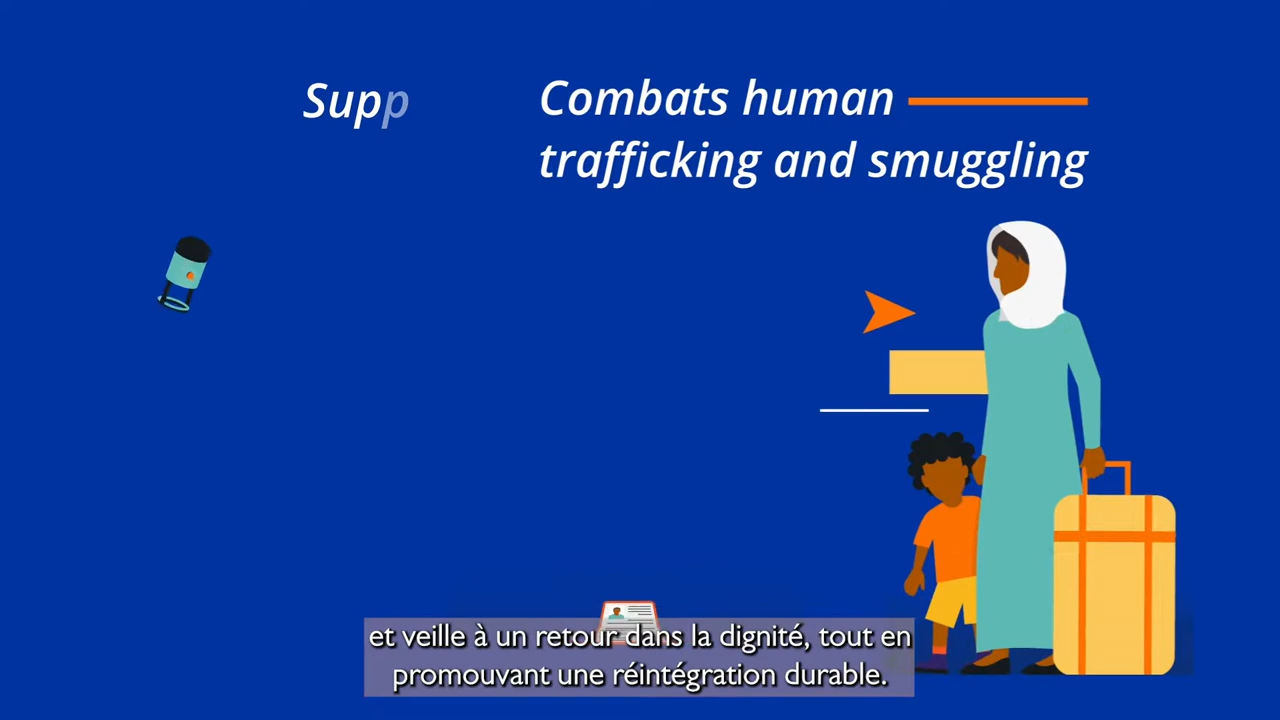 Supp
Combats human
trafficking and smuggling
et veille à un retour dans la dignité, tout en
promouvant une réintégration durable.